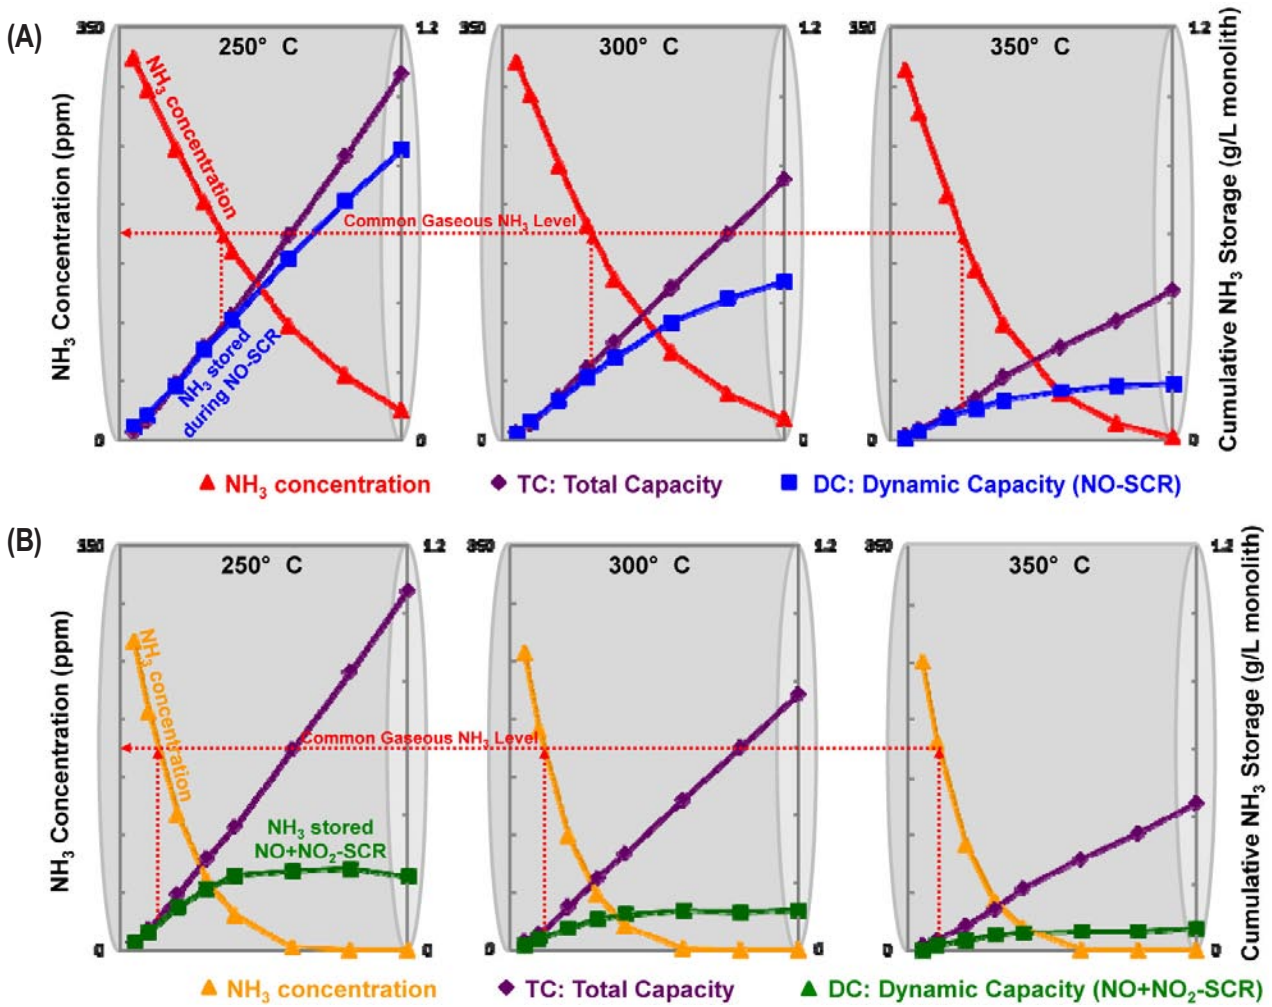 (A)
350
1.2
350
1.2
350
1.2
250° C
300° C
350° C
NH3 Concentration (ppm)
NH3 concentration
Common Gaseous NH3 Level
NH3 stored
during NO-SCR
Cumulative NH3 Storage (g/L monolith)
0
0
0
0
0
0
NH3 concentration
TC: Total Capacity
DC: Dynamic Capacity (NO-SCR)
(B)
350
1.2
350
1.2
350
1.2
250° C
300° C
350° C
NH3 Concentration (ppm)
NH3 concentration
Common Gaseous NH3 Level
NH3 stored
NO+NO2-SCR
Cumulative NH3 Storage (g/L monolith)
0
0
0
0
0
0
NH3 concentration
TC: Total Capacity
DC: Dynamic Capacity (NO+NO2-SCR)